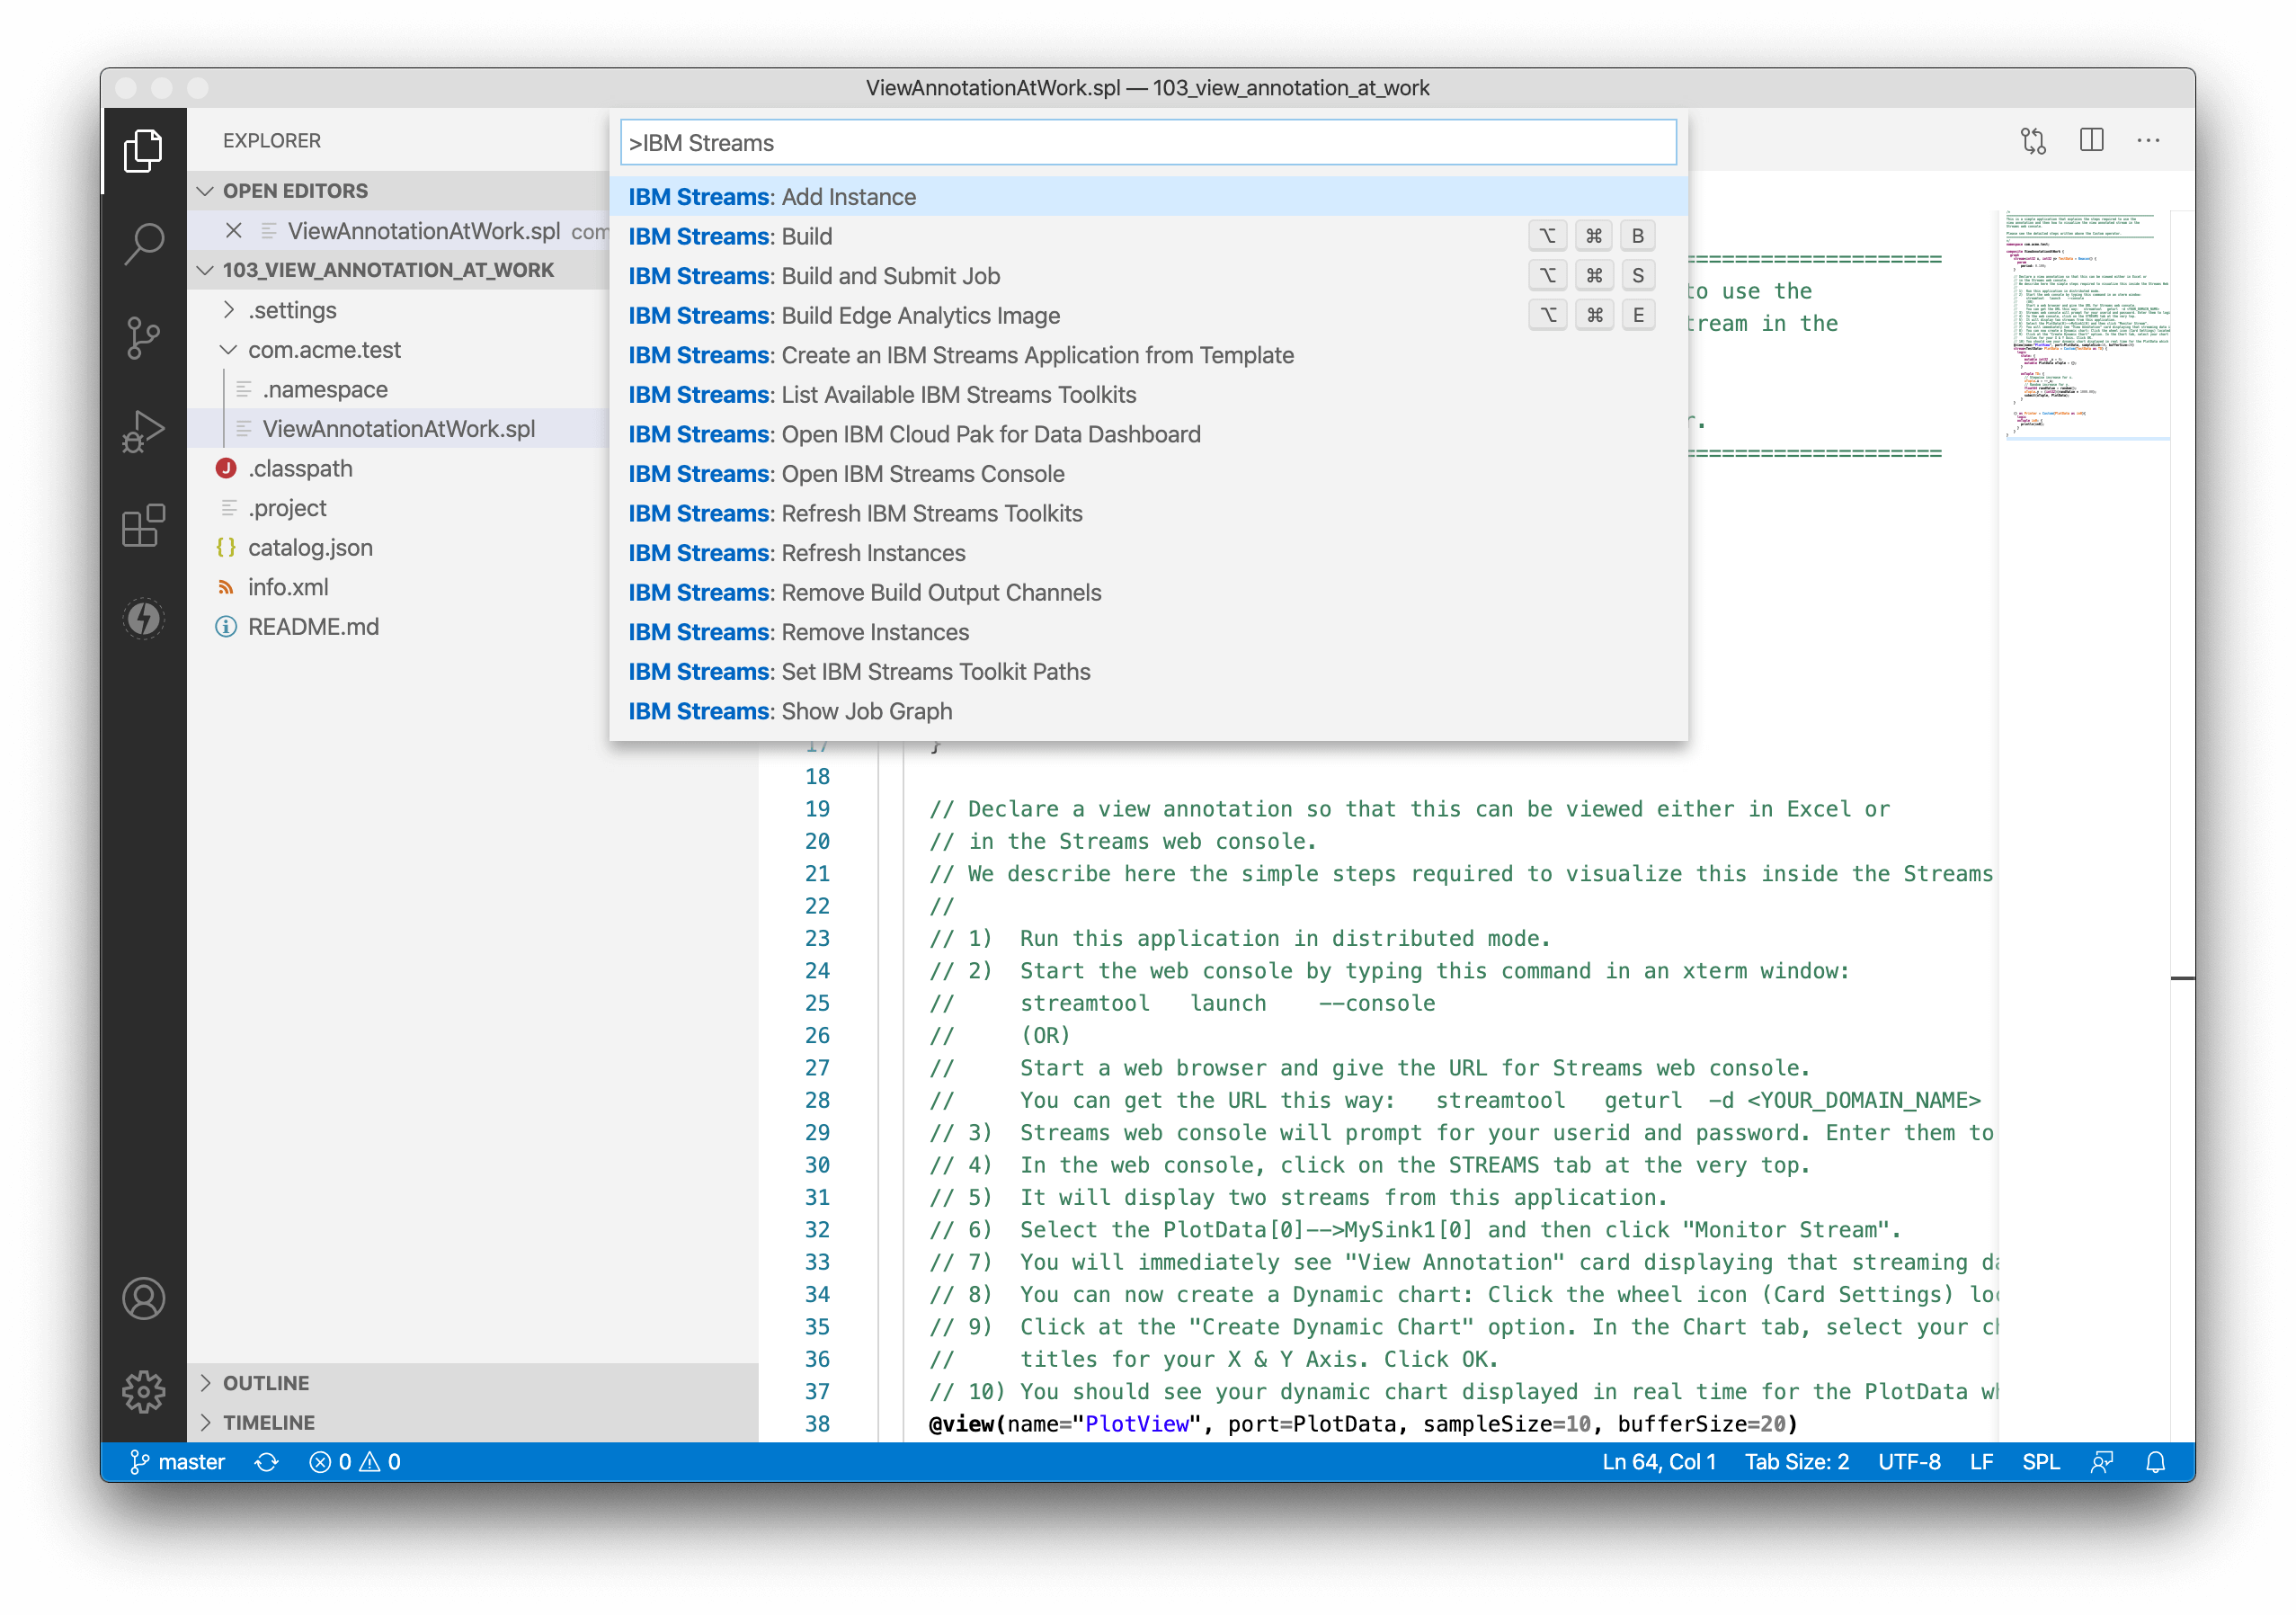 ViewAnnotationAtWork.spl — 103_view_annotation_at_work
EXPLORER
OPEN EDITORS
ViewAnnotationAtWork.spl com
103_VIEW_ANNOTATION_AT_WORK
.settings
com.acme.test
.namespace
ViewAnnotationAtWork.spl
.classpath
.project
catalog.json
info.xml
README.md
OUTLINE
TIMELINE
>IBM Streams
IBM Streams: Add Instance
IBM Streams: Build ⌥ ⌘ B
IBM Streams: Build and Submit Job ⌥ ⌘ S
IBM Streams: Build Edge Analytics Image ⌥ ⌘ E
IBM Streams: Create an IBM Streams Application from Template
IBM Streams: List Available IBM Streams Toolkits
IBM Streams: Open IBM Cloud Pak for Data Dashboard
IBM Streams: Open IBM Streams Console
IBM Streams: Refresh IBM Streams Toolkits
IBM Streams: Refresh Instances
IBM Streams: Remove Build Output Channels
IBM Streams: Remove Instances
IBM Streams: Set IBM Streams Toolkit Paths
IBM Streams: Show Job Graph
====================
to use the
tream in the
r.
====================
17 }
18
19 // Declare a view annotation so that this can be viewed either in Excel or
20 // in the Streams web console.
21 // We describe here the simple steps required to visualize this inside the Streams
22 //
23 // 1) Run this application in distributed mode.
24 // 2) Start the web console by typing this command in an xterm window:
25 // streamtool launch --console
26 // (OR)
27 // Start a web browser and give the URL for Streams web console.
28 // You can get the URL this way: streamtool geturl -d <YOUR_DOMAIN_NAME>
29 // 3) Streams web console will prompt for your userid and password. Enter them to
30 // 4) In the web console, click on the STREAMS tab at the very top.
31 // 5) It will display two streams from this application.
32 // 6) Select the PlotData[0]-->MySink1[0] and then click "Monitor Stream".
33 // 7) You will immediately see "View Annotation" card displaying that streaming da
34 // 8) You can now create a Dynamic chart: Click the wheel icon (Card Settings) loc
35 // 9) Click at the "Create Dynamic Chart" option. In the Chart tab, select your ch
36 // titles for your X & Y Axis. Click OK.
37 // 10) You should see your dynamic chart displayed in real time for the PlotData wh
38 @view(name="PlotView", port=PlotData, sampleSize=10, bufferSize=20)
master 0 0 Ln 64, Col 1 Tab Size: 2 UTF-8 LF SPL